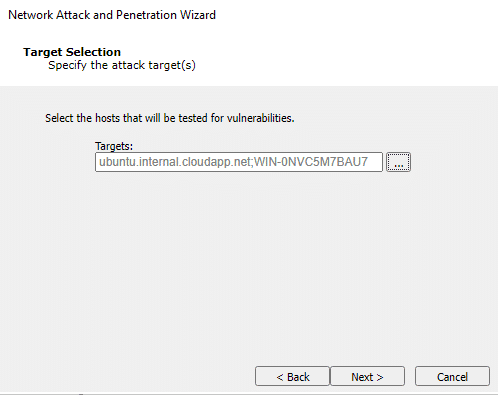 Network Attack and Penetration Wizard
Target Selection
Specify the attack target(s)
Select the hosts that will be tested for vulnerabilities.
Targets:
ubuntu.internal.cloudapp.net;WIN-0NVC5M7BAU7
...
< Back Next > Cancel